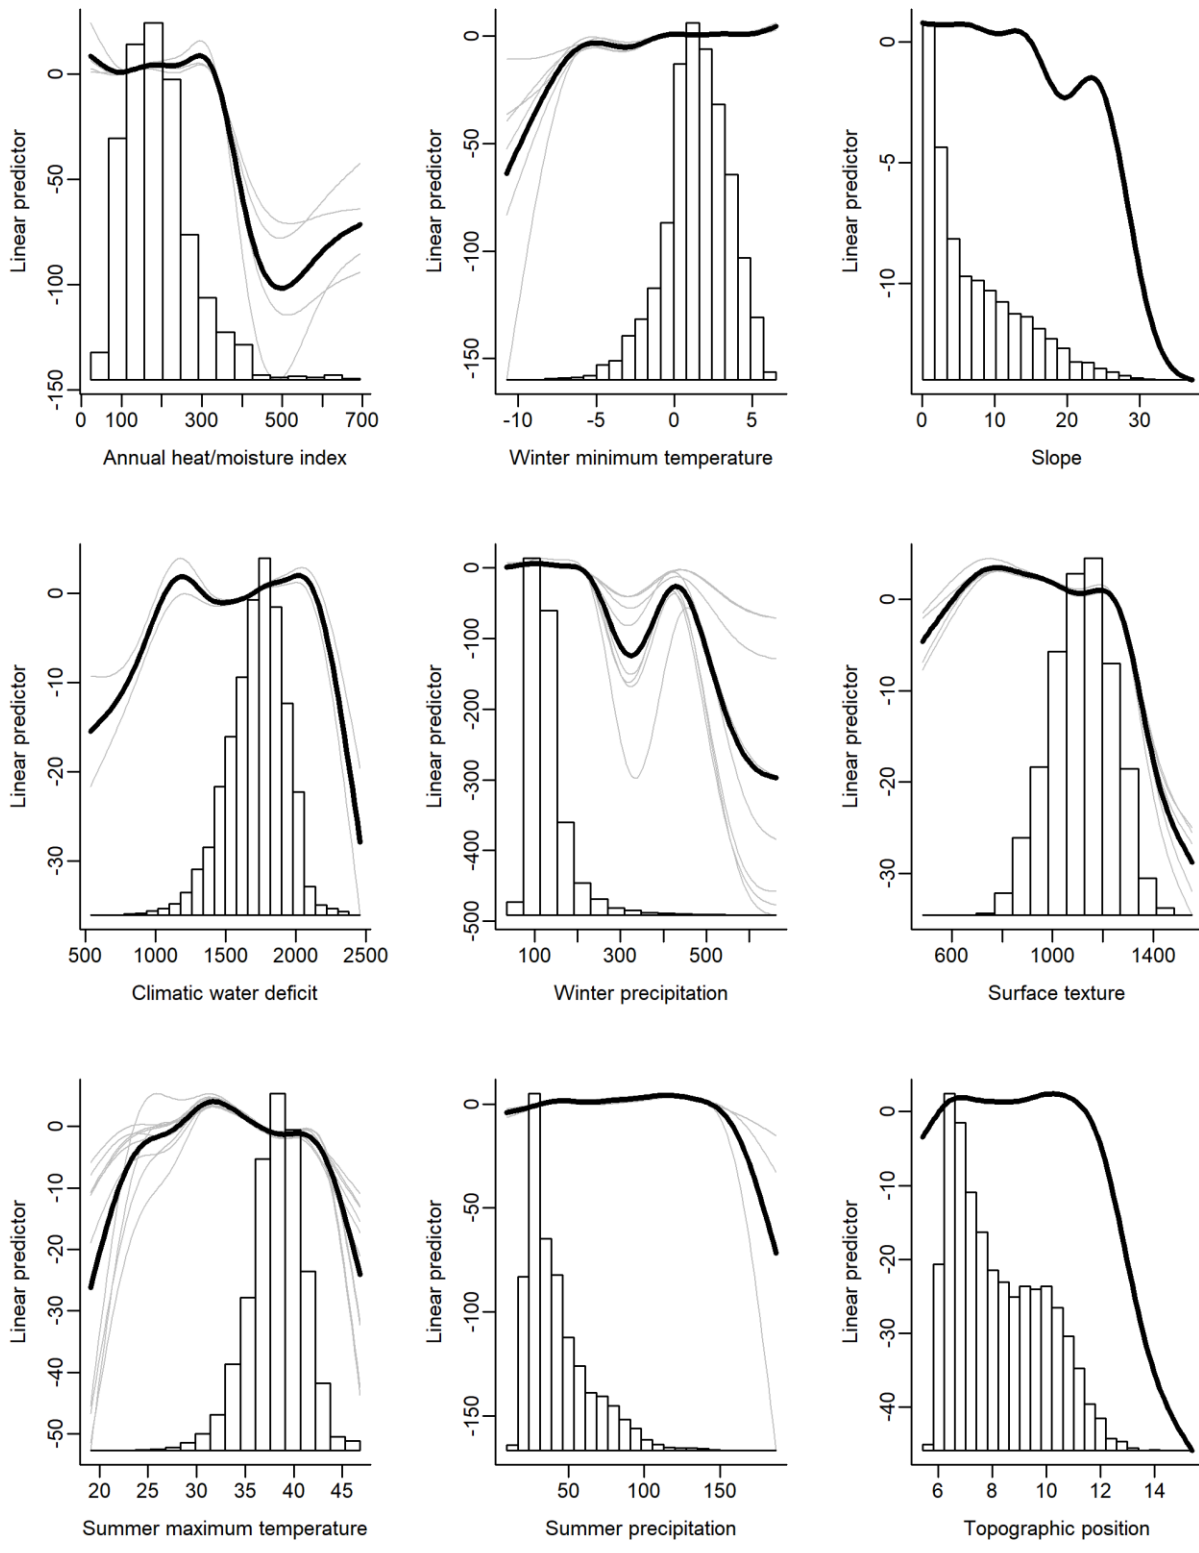 0
-50
-100
-150
Linear predictor
0 100 300 500 700
Annual heat/moisture index
0
-50
-100
-150
Linear predictor
-10 -5 0 5
Winter minimum temperature
0
-5
-10
Linear predictor
0 10 20 30
Slope
0
-10
-20
-30
Linear predictor
500 1000 1500 2000 2500
Climatic water deficit
0
-100
-200
-300
-400
-500
Linear predictor
100 300 500
Winter precipitation
0
-10
-30
Linear predictor
600 1000 1400
Surface texture
0
-10
-20
-30
-40
-50
Linear predictor
20 25 30 35 40 45
Summer maximum temperature
0
-50
-100
-150
Linear predictor
50 100 150
Summer precipitation
0
-10
-20
-30
-40
Linear predictor
6 8 10 12 14
Topographic position